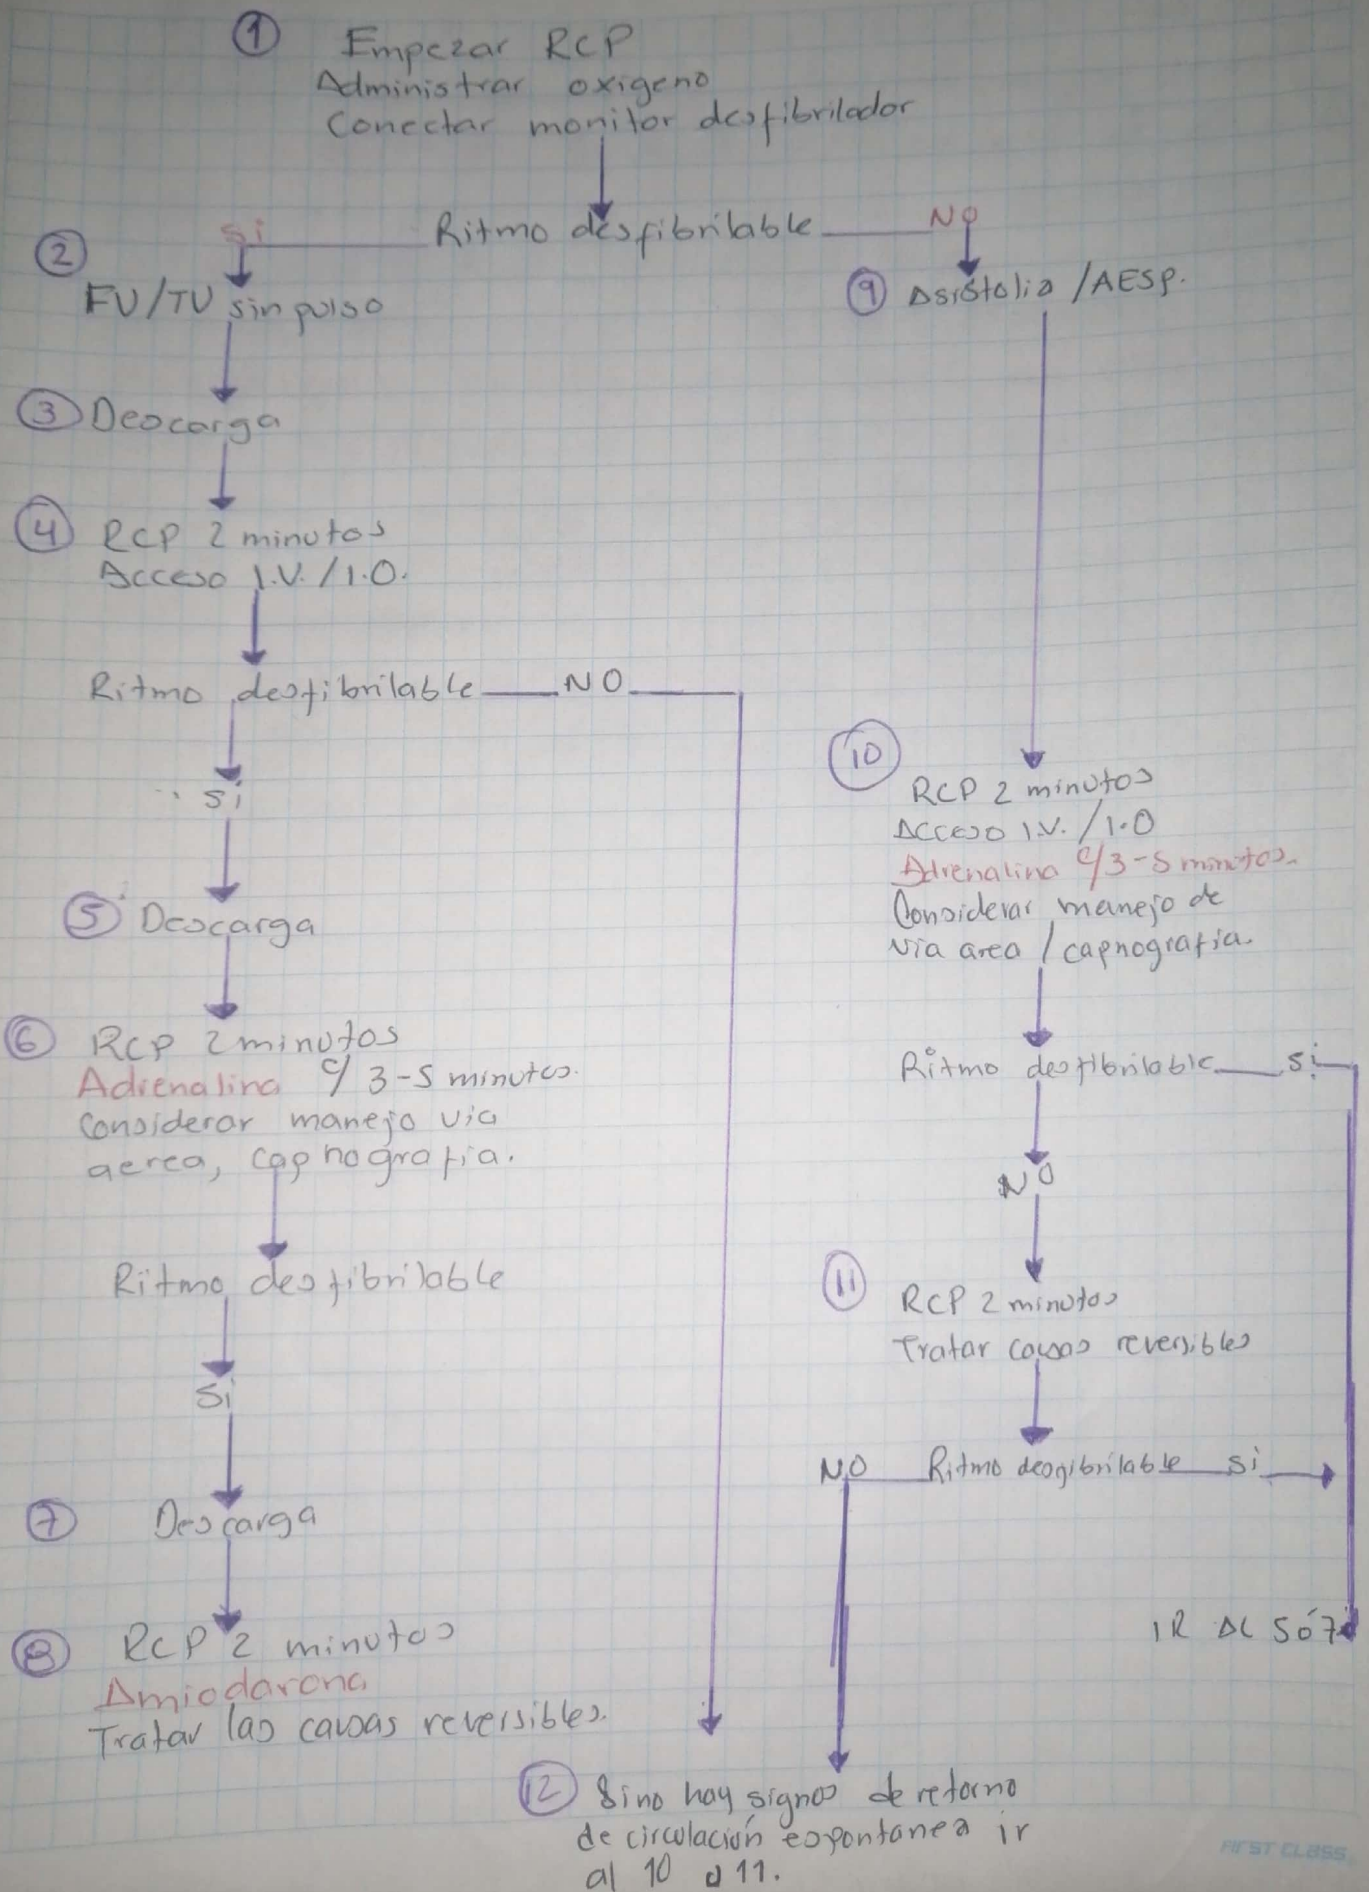 1 Empezar RCP
Administrar oxigeno
Conectar monitor desfibrilador
Si Ritmo desfibrilable No
2 FV/TV sin pulso
9 Asistolia /AESP.
3 Descarga
4 RCP 2 minutos
Acceso I.V. /I.O.
Ritmo desfibrilable NO
Si
5 Descarga
6 RCP 2 minutos
Adrenalina c/ 3-5 minutos.
Considerar manejo via
aerea, capnografia.
Ritmo desfibrilable
Si
7 Descarga
8 RCP 2 minutos
Amiodarona
Tratar las causas reversibles.
10 RCP 2 minutos
Acceso I.V. /I.O
Adrenalina c/3-5 minutos.
Considerar manejo de
via area / capnografia.
Ritmo desfibrilable Si
NO
11 RCP 2 minutos
Tratar causas reversibles
NO Ritmo desfibrilable si
IR AL 5ó7
12 Sino hay signos de retorno
de circulación espontanea ir
al 10 o 11.
FIRST CLASS